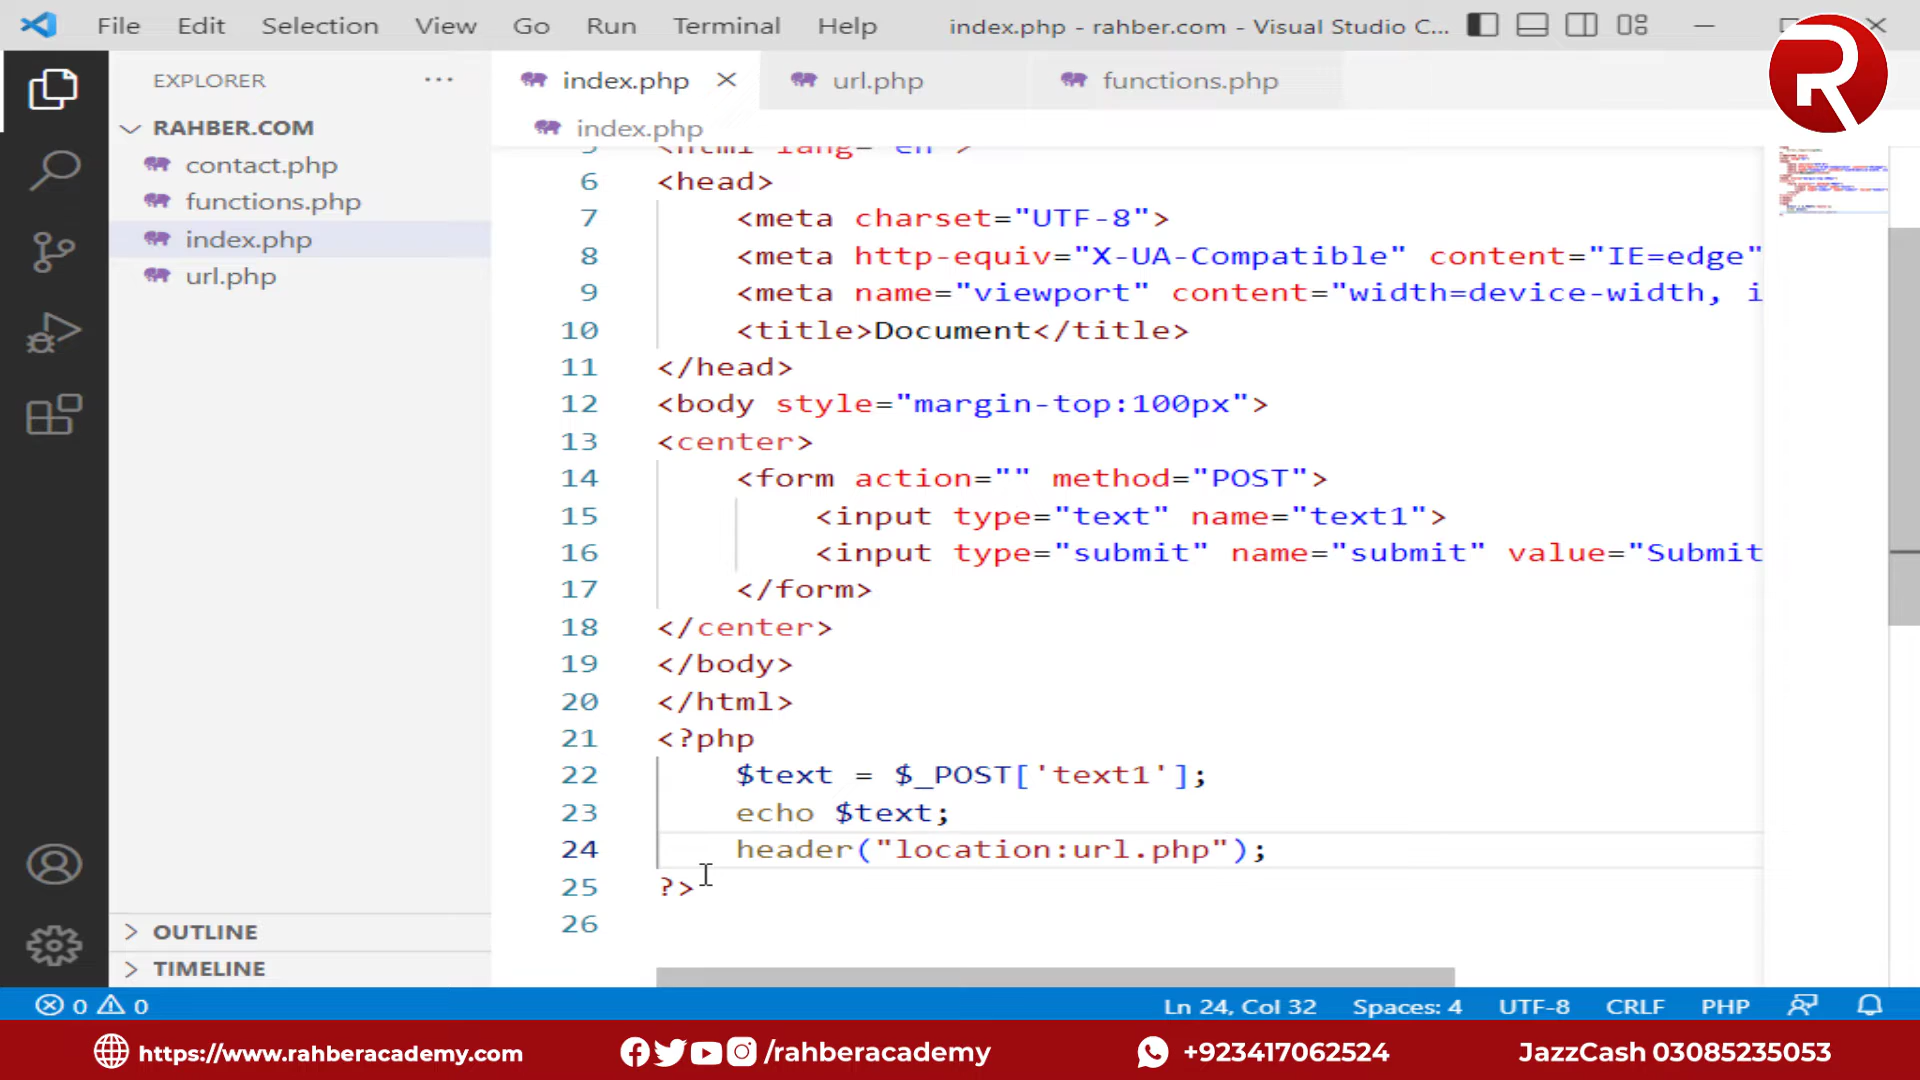 File Edit Selection View Go Run Terminal Help index.php - rahber.com - Visual Studio C...
EXPLORER ...
index.php
url.php
functions.php
RAHBER.COM
contact.php
functions.php
index.php
url.php
index.php
5 <html lang="en">
6 <head>
7 <meta charset="UTF-8">
8 <meta http-equiv="X-UA-Compatible" content="IE=edge"
9 <meta name="viewport" content="width=device-width, i
10 <title>Document</title>
11 </head>
12 <body style="margin-top:100px">
13 <center>
14 <form action="" method="POST">
15 <input type="text" name="text1">
16 <input type="submit" name="submit" value="Submit
17 </form>
18 </center>
19 </body>
20 </html>
21 <?php
22 $text = $_POST['text1'];
23 echo $text;
24 header("location:url.php");
25 ?>
26
OUTLINE
TIMELINE
0 0 Ln 24, Col 32 Spaces: 4 UTF-8 CRLF PHP
https://www.rahberacademy.com /rahberacademy +923417062524 JazzCash 03085235053
R